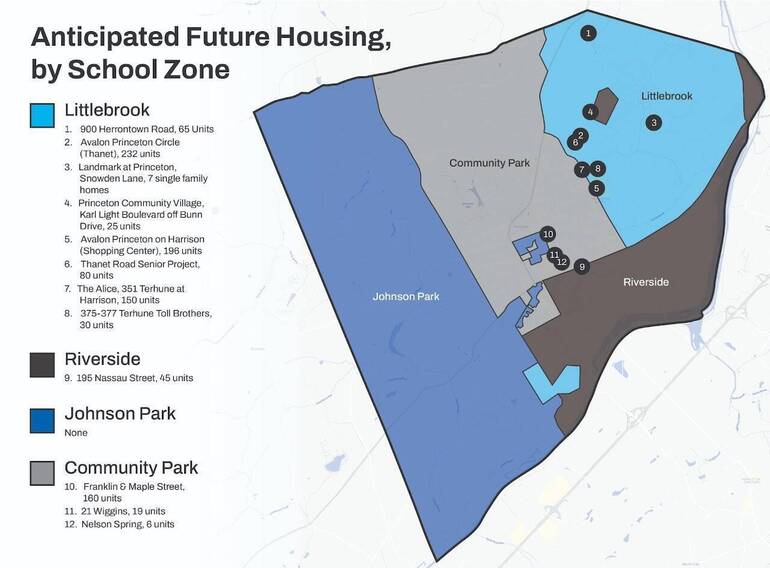 Anticipated Future Housing,
by School Zone
Littlebrook
1. 900 Herrontown Road, 65 Units
2. Avalon Princeton Circle
(Thanet), 232 units
3. Landmark at Princeton,
Snowden Lane, 7 single family
homes
4. Princeton Community Village,
Karl Light Boulevard off Bunn
Drive, 25 units
5. Avalon Princeton on Harrison
(Shopping Center), 196 units
6. Thanet Road Senior Project,
80 units
7. The Alice, 351 Terhune at
Harrison, 150 units
8. 375-377 Terhune Toll Brothers,
30 units
Riverside
9. 195 Nassau Street, 45 units
Johnson Park
None
Community Park
10. Franklin & Maple Street,
160 units
11. 21 Wiggins, 19 units
12. Nelson Spring, 6 units
1
Littlebrook
4
3
2
6
Community Park
7
8
5
10
11
12
9
Riverside
Johnson Park